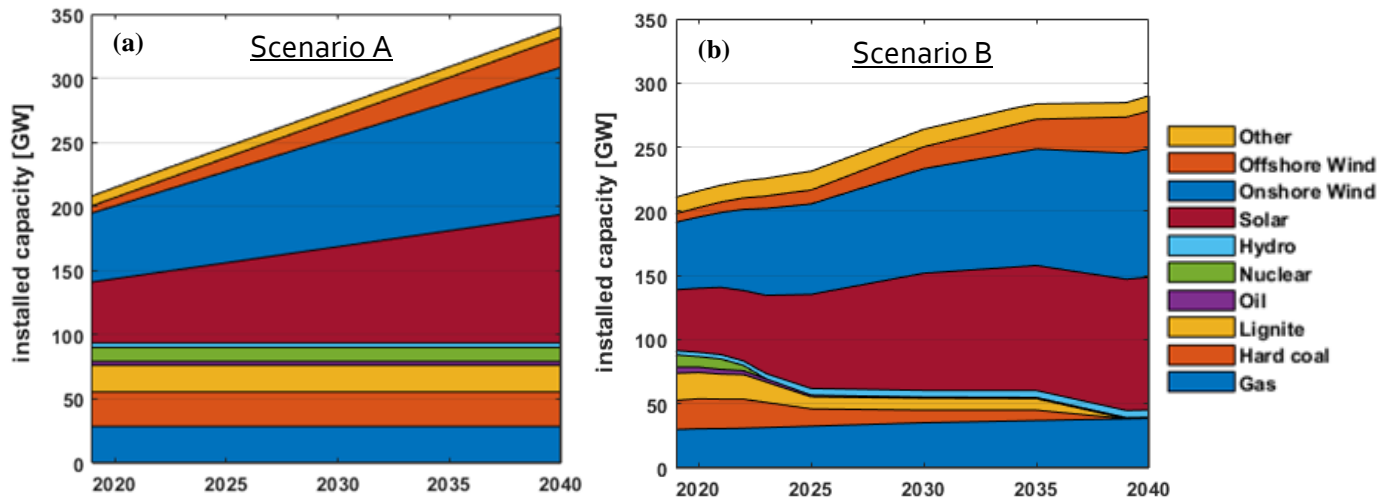 (a) Scenario A
installed capacity [GW]
350
300
250
200
150
100
50
0
2020 2025 2030 2035 2040
(b) Scenario B
installed capacity [GW]
350
300
250
200
150
100
50
0
2020 2025 2030 2035 2040
Other
Offshore Wind
Onshore Wind
Solar
Hydro
Nuclear
Oil
Lignite
Hard coal
Gas